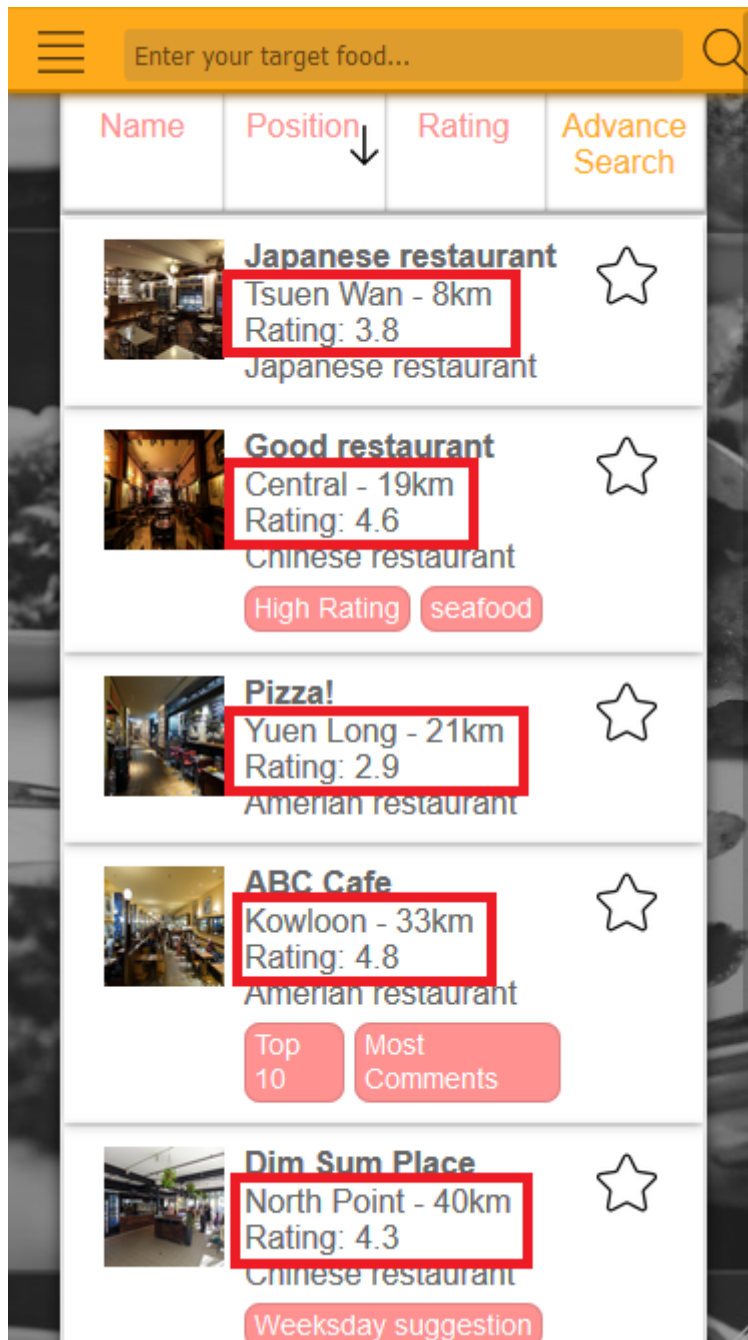 Enter your target food...
Name Position Rating Advance Search
Japanese restaurant
Tsuen Wan - 8km
Rating: 3.8
Japanese restaurant
Good restaurant
Central - 19km
Rating: 4.6
Chinese restaurant
High Rating seafood
Pizza!
Yuen Long - 21km
Rating: 2.9
Amerian restaurant
ABC Cafe
Kowloon - 33km
Rating: 4.8
Amerian restaurant
Top 10 Most Comments
Dim Sum Place
North Point - 40km
Rating: 4.3
Chinese restaurant
Weeksday suggestion